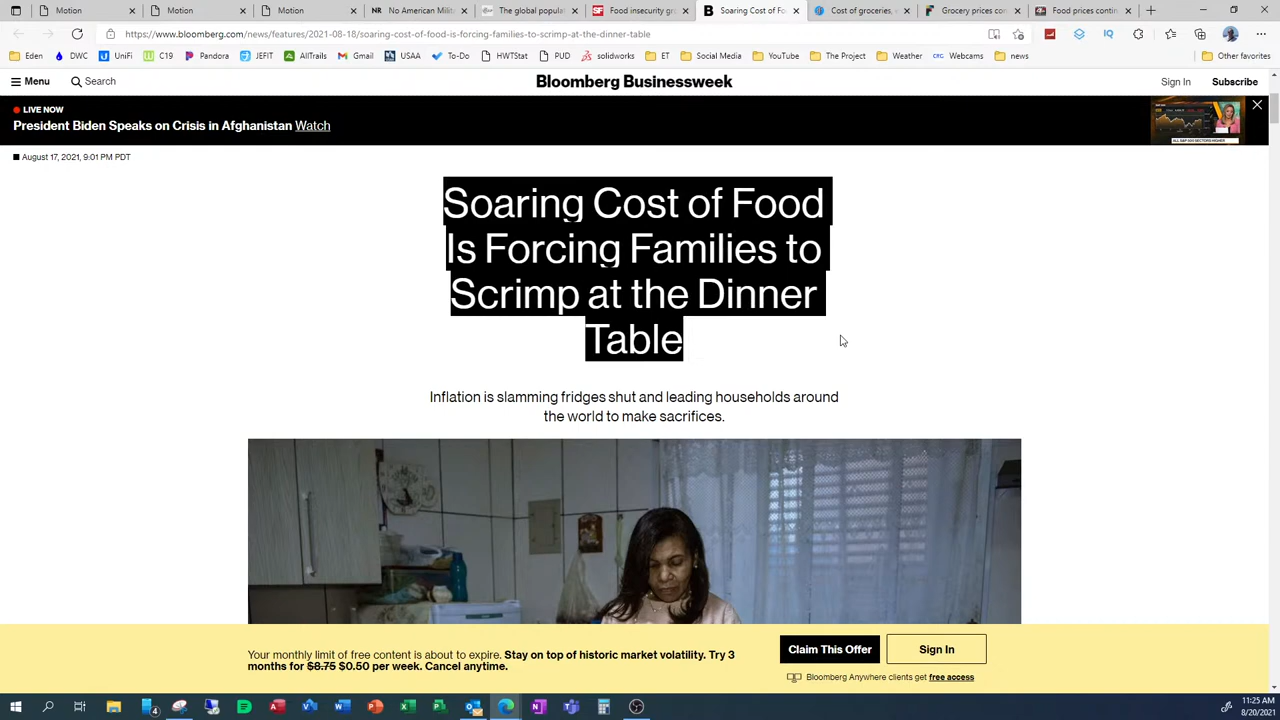 Motion
Motion
Motion
No American Mili
The global populat
Food insecurity gro
Soaring Cost of Fo
Cost of groceries,
Grocery prices con
Food prices contin
https://www.bloomberg.com/news/features/2021-08-18/soaring-cost-of-food-is-forcing-families-to-scrimp-at-the-dinner-table
Eden DWC UniFi C19 Pandora JEFIT AllTrails Gmail USAA To-Do HWTStat PUD solidworks ET Social Media YouTube The Project Weather Webcams news Other favorites
Menu Search Bloomberg Businessweek Sign In Subscribe
LIVE NOW
President Biden Speaks on Crisis in Afghanistan Watch
August 17, 2021, 9:01 PM PDT
Soaring Cost of Food
Is Forcing Families to
Scrimp at the Dinner
Table
Inflation is slamming fridges shut and leading households around
the world to make sacrifices.
Your monthly limit of free content is about to expire. Stay on top of historic market volatility. Try 3
months for $8.75 $0.50 per week. Cancel anytime.
Claim This Offer Sign In
Bloomberg Anywhere clients get free access
11:25 AM
8/20/2021